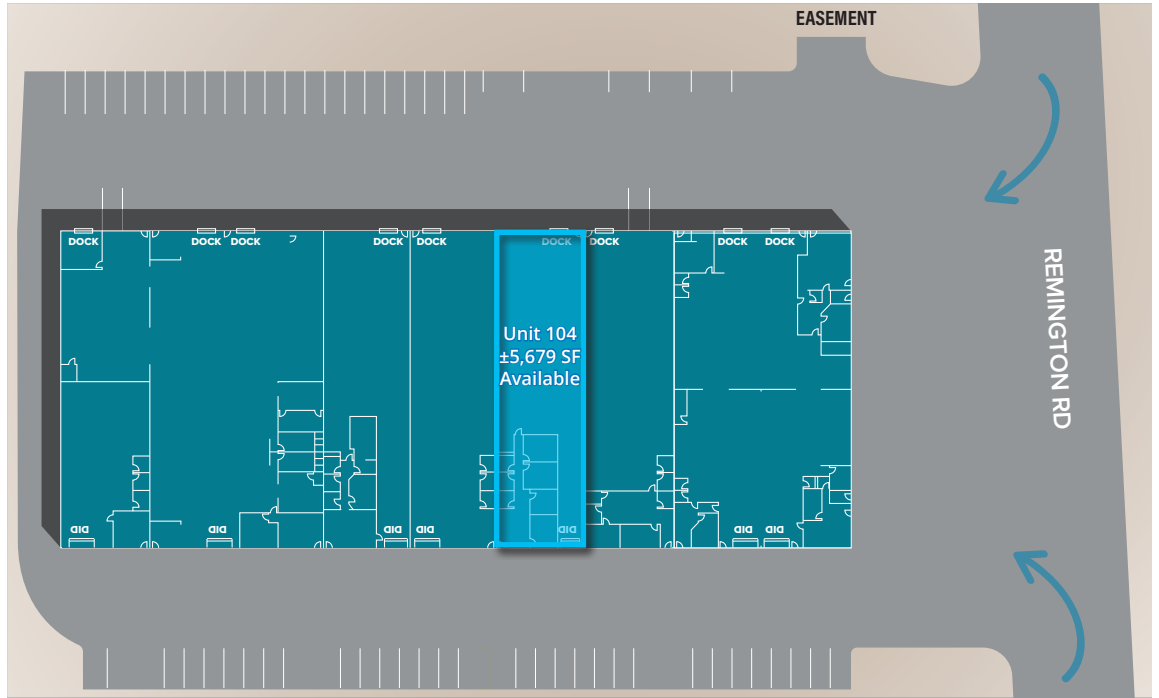 EASEMENT
DOCK
DOCK
DOCK
DOCK
DOCK
DOCK
DOCK
DOCK
DOCK
Unit 104
±5,679 SF
Available
REMINGTON RD
DID
DID
DID
DID
DID
DID
DID